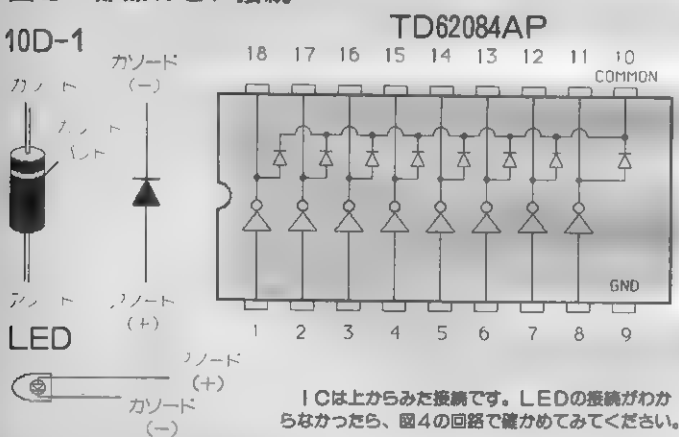 10D-1
カソード
(−)
カソード
アノード
(+)
LED
アノード
(+)
カソード
(−)
TD62084AP
18 17 16 15 14 13 12 11 10
COMMON
GND
1 2 3 4 5 6 7 8 9
ICは上からみた接続です。LEDの接続がわか
らなかったら、図4の回路で確かめてみてください。